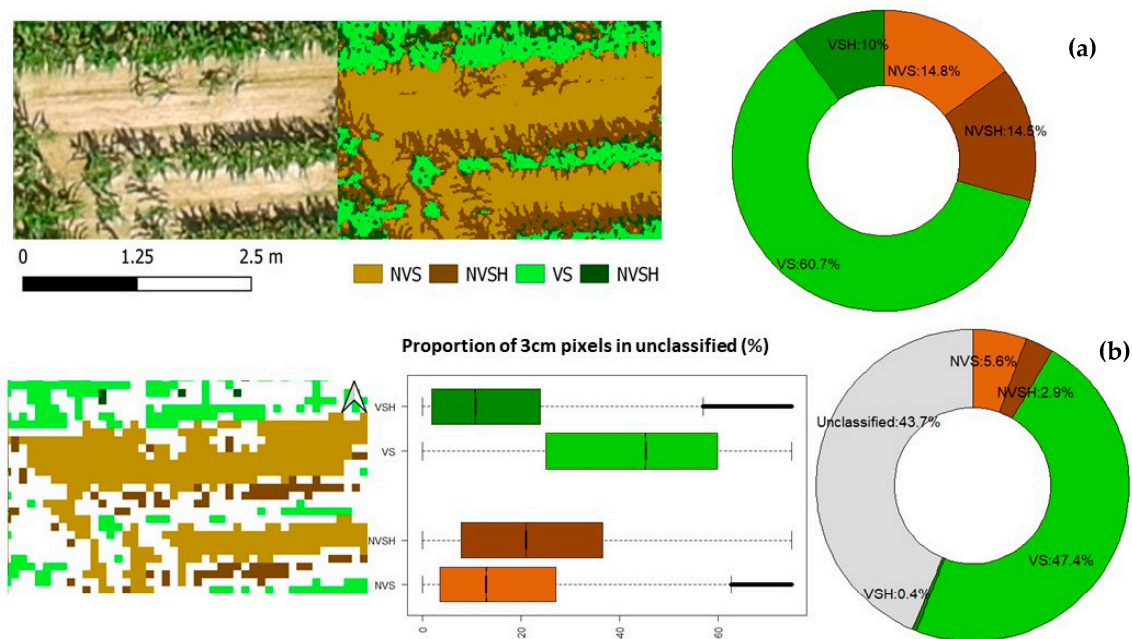 (a)
VSH:10%
NVS:14.8%
NVSH:14.5%
VS:60.7%
0 1.25 2.5 m
NVS NVSH VS NVSH
Proportion of 3cm pixels in unclassified (%)
(b)
VSH
VS
NVSH
NVS
0 20 40 60
NVS:5.6%
NVSH:2.9%
Unclassified:43.7%
VS:47.4%
VSH:0.4%